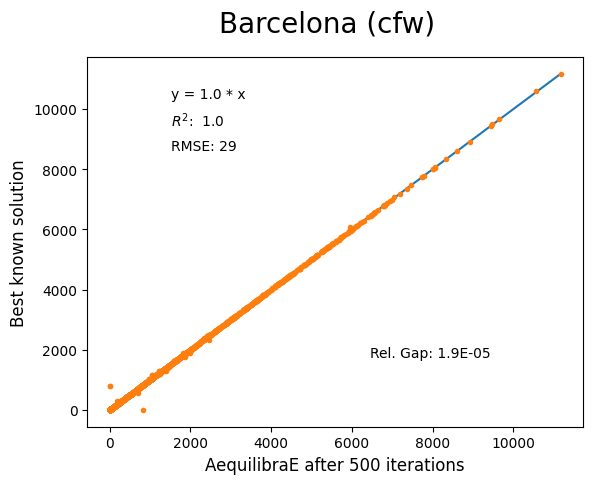 Barcelona (cfw)
y = 1.0 * x
R²: 1.0
RMSE: 29
Rel. Gap: 1.9E-05
Best known solution
10000
8000
6000
4000
2000
0
0 2000 4000 6000 8000 10000
AequilibraE after 500 iterations